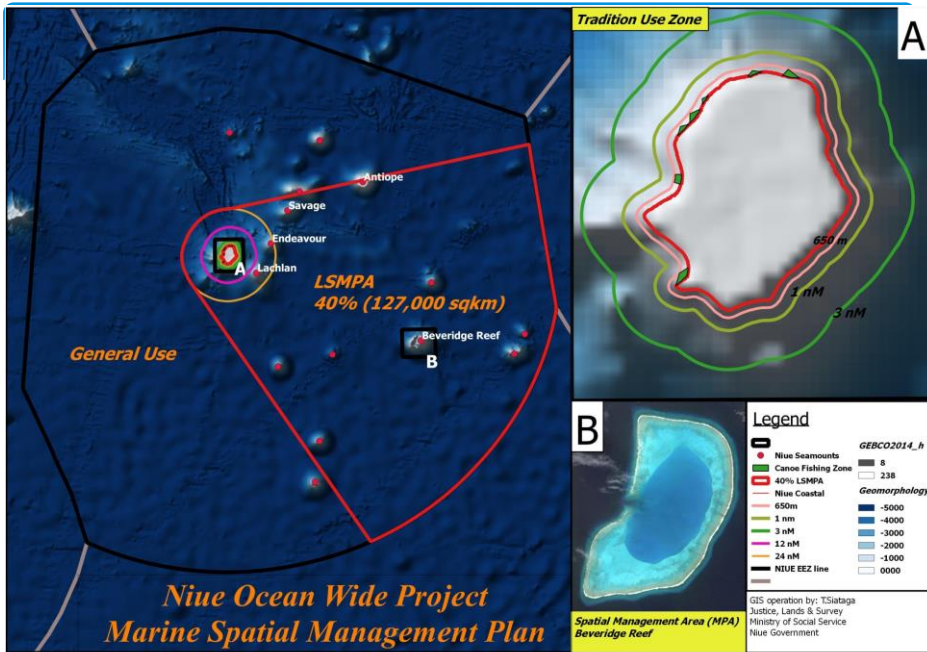 Antiope
Savage
Endeavour
A
Lachlan
LSMPA
40% (127,000 sqkm)
General Use
Beveridge Reef
B
Niue Ocean Wide Project
Marine Spatial Management Plan
Tradition Use Zone
A
650 m
1 nM
3 nM
B
Spatial Management Area (MPA)
Beveridge Reef
Legend
Niue Seamounts
Canoe Fishing Zone
40% LSMPA
Niue Coastal
650m
1 nm
3 nM
12 nM
24 nM
NIUE EEZ line
GEBCO2014_h
8
238
Geomorphology
-5000
-4000
-3000
-2000
-1000
0000
GIS operation by: T.Siataga
Justice, Lands & Survey
Ministry of Social Service
Niue Government